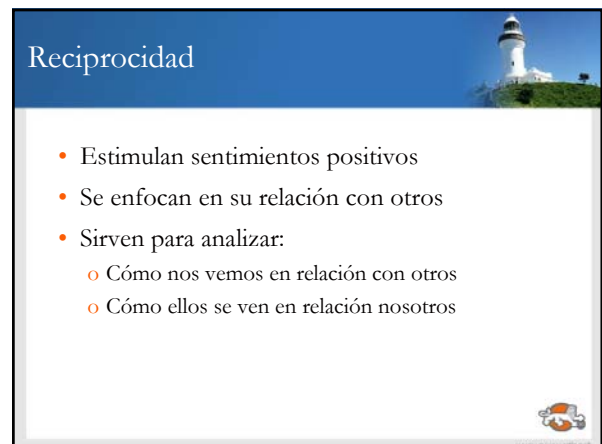 Reciprocidad
• Estimulan sentimientos positivos
• Se enfocan en su relación con otros
• Sirven para analizar:
o Cómo nos vemos en relación con otros
o Cómo ellos se ven en relación nosotros